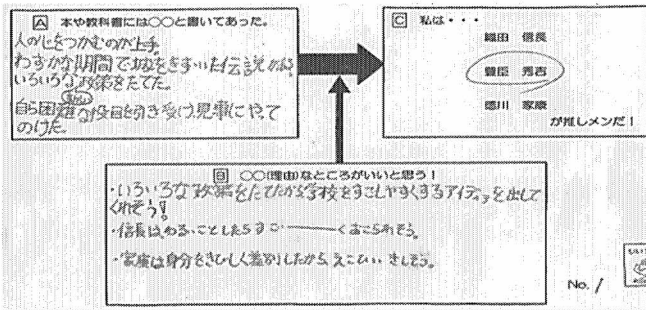 A 本や教科書には○○と書いてあった。
人の心をつかむのが上手。
わずかな期間で城をきずいた伝説がある
いろいろな政策をたてた。
自ら困難な役目を引き受け、見事にやって
のけた。
C 私は・・・
織田 信長
豊臣 秀吉
徳川 家康
が推しメンだ！
B ○○(理由)なところがいいと思う！
・いろいろな政策をたてたから学校をすごしやすくするアイディアを出して
くれそう！
・信長は、わるいことしたらすご――くおこられそう。
・家康は身分をきびしく差別したから、えこひいきしそう。
No. 1